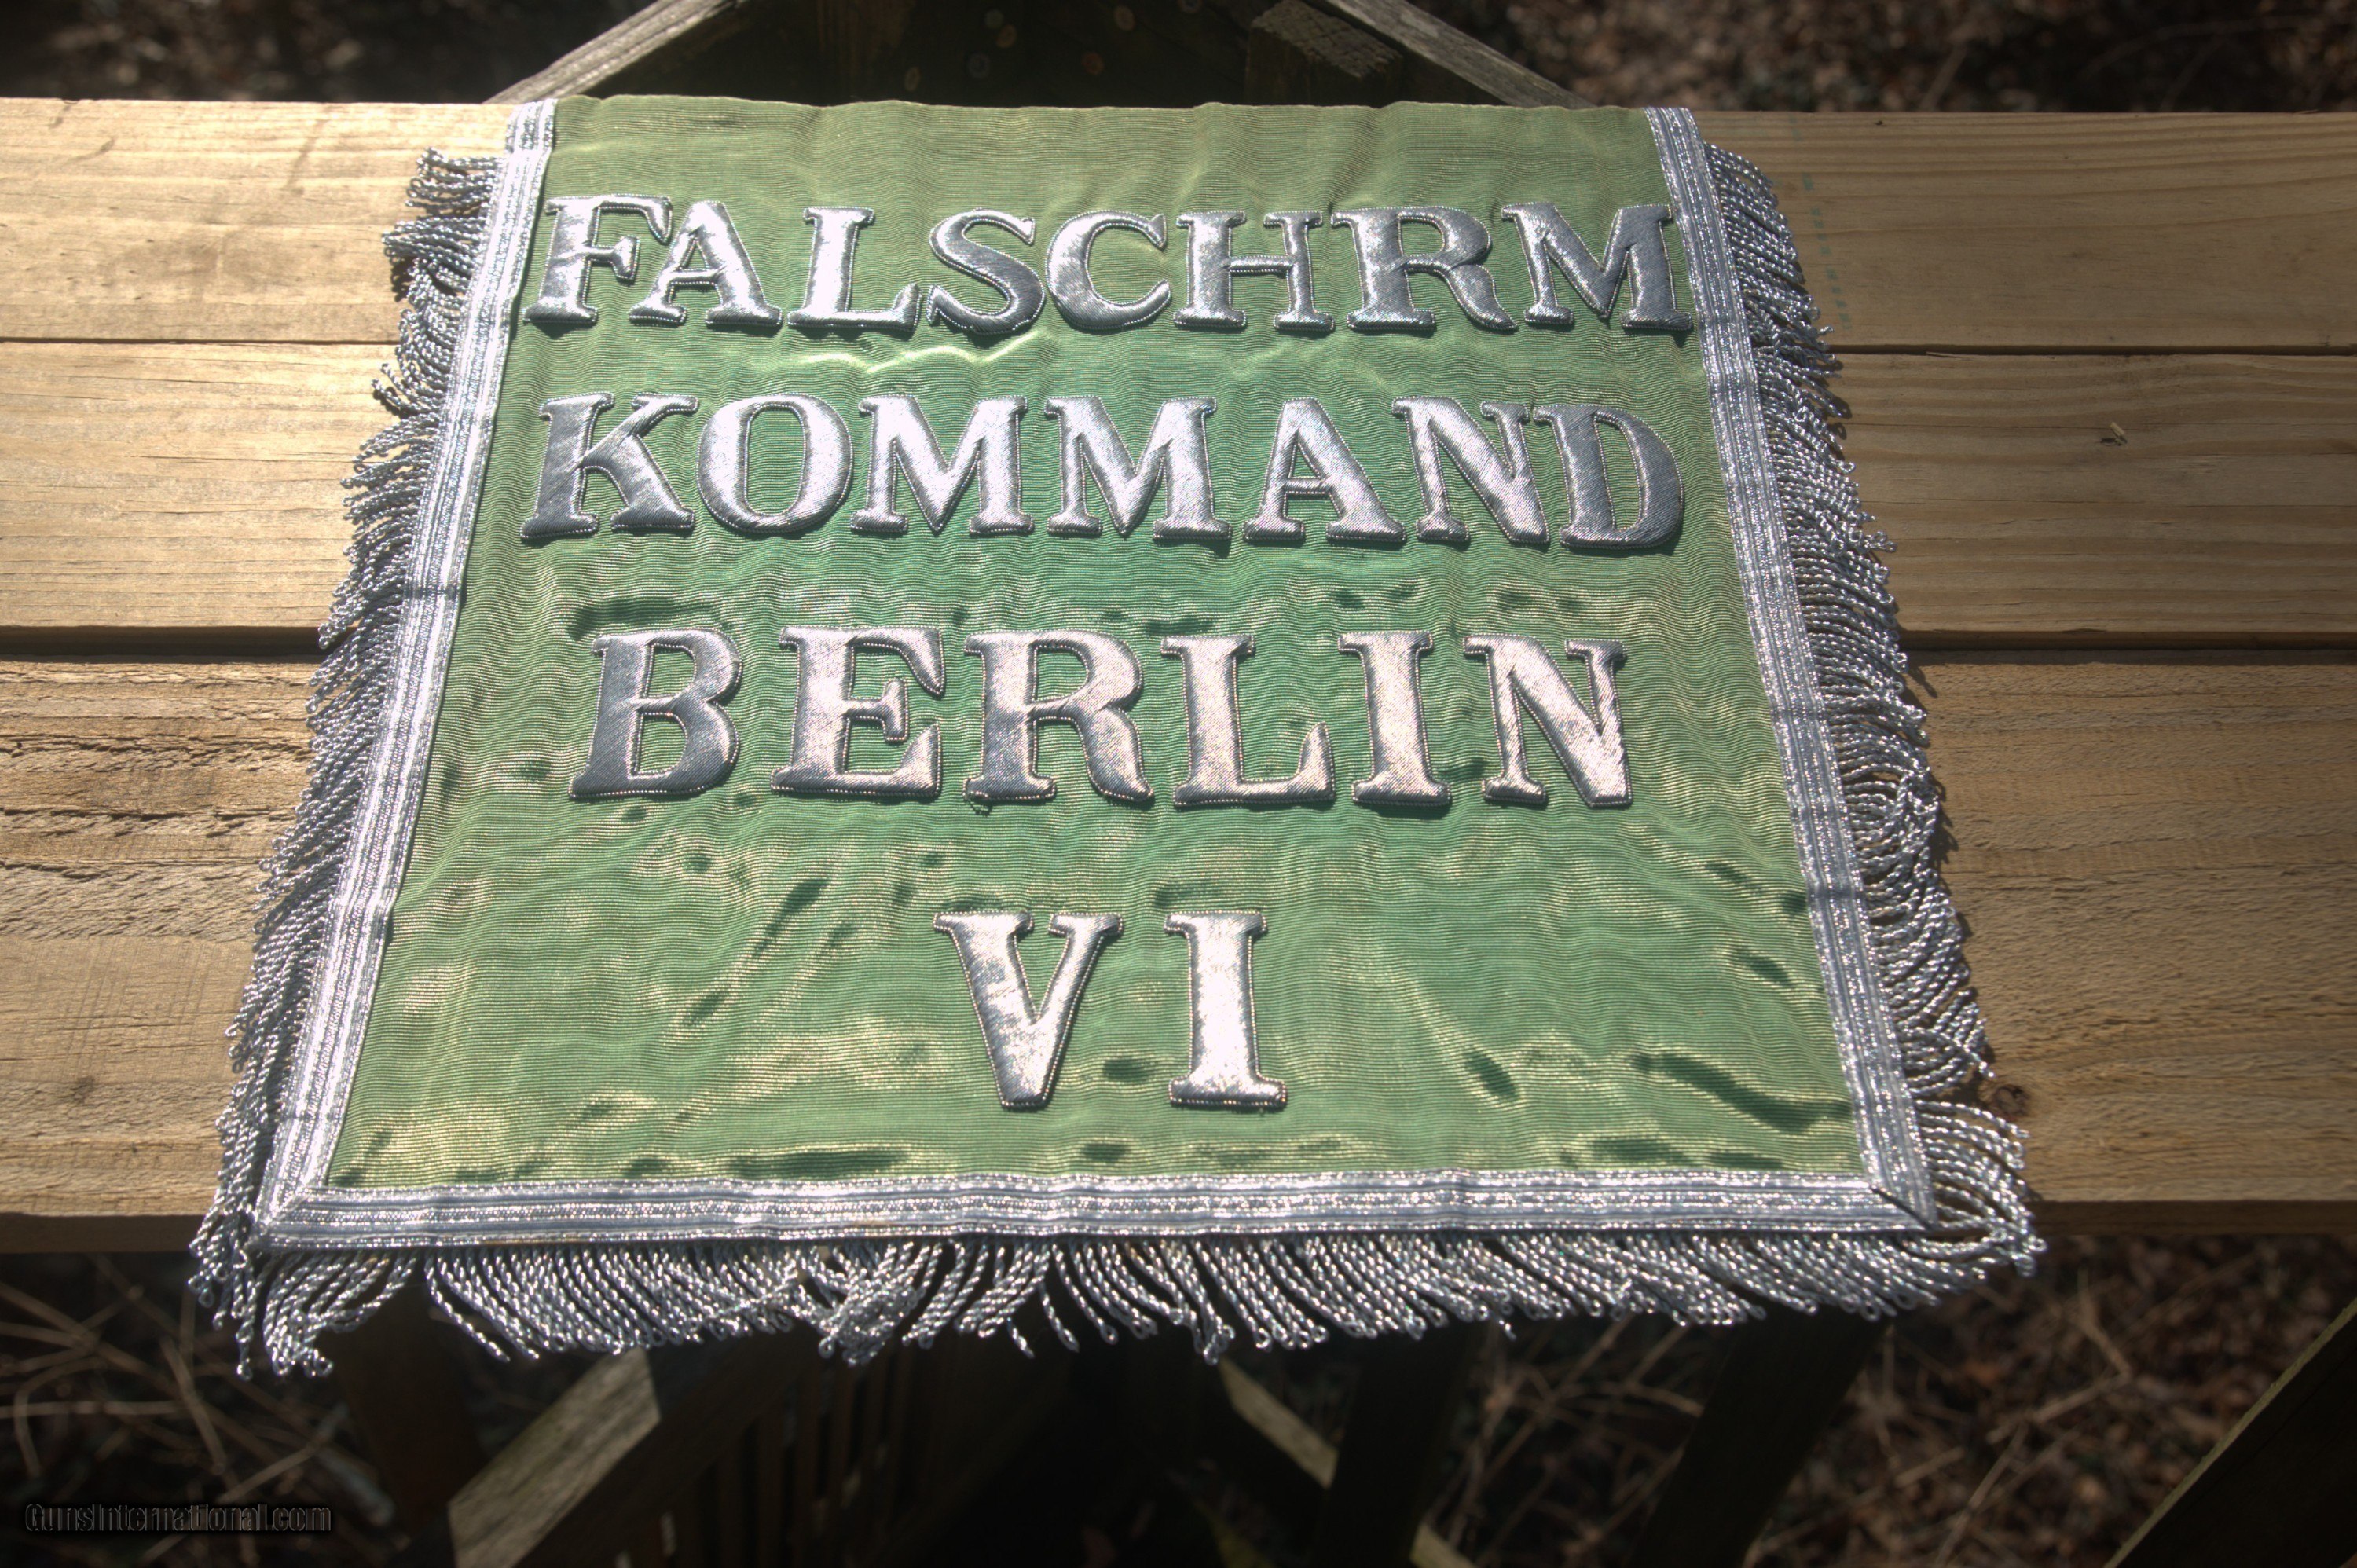 FALSCHRM
KOMMAND
BERLIN
VI
GunsInternational.com